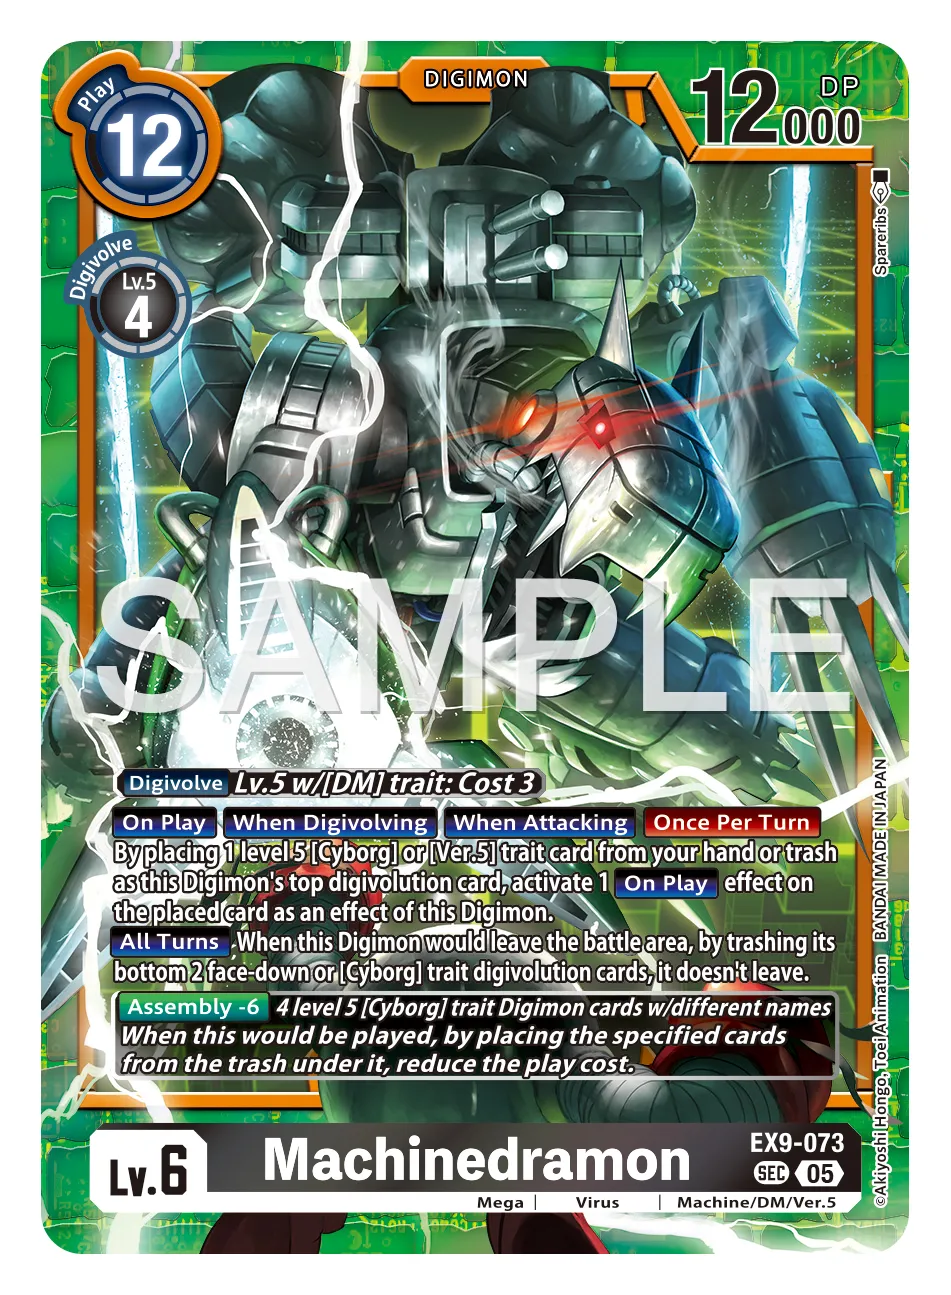 DIGIMON
Play
12
12000
DP
Digivolve
Lv.5
4
Spareribs
SAMPLE
Digivolve Lv.5 w/[DM] trait: Cost 3
On Play When Digivolving When Attacking Once Per Turn
By placing 1 level 5 [Cyborg] or [Ver.5] trait card from your hand or trash
as this Digimon's top digivolution card, activate 1 On Play effect on
the placed card as an effect of this Digimon.
All Turns When this Digimon would leave the battle area, by trashing its
bottom 2 face-down or [Cyborg] trait digivolution cards, it doesn't leave.
Assembly -6 4 level 5 [Cyborg] trait Digimon cards w/different names
When this would be played, by placing the specified cards
from the trash under it, reduce the play cost.
©Akiyoshi Hongo, Toei Animation BANDAI MADE IN JAPAN
Lv.6
Machinedramon
EX9-073
SEC 05
Mega | Virus | Machine/DM/Ver.5